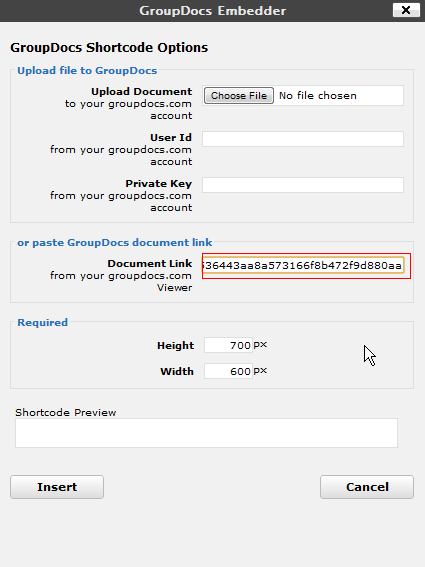 GroupDocs Embedder
GroupDocs Shortcode Options
Upload file to GroupDocs
Upload Document
to your groupdocs.com
account
Choose File No file chosen
User Id
from your groupdocs.com
account
Private Key
from your groupdocs.com
account
or paste GroupDocs document link
Document Link
from your groupdocs.com
Viewer
636443aa8a573166f8b472f9d880aa
Required
Height 700 px
Width 600 px
Shortcode Preview
Insert Cancel